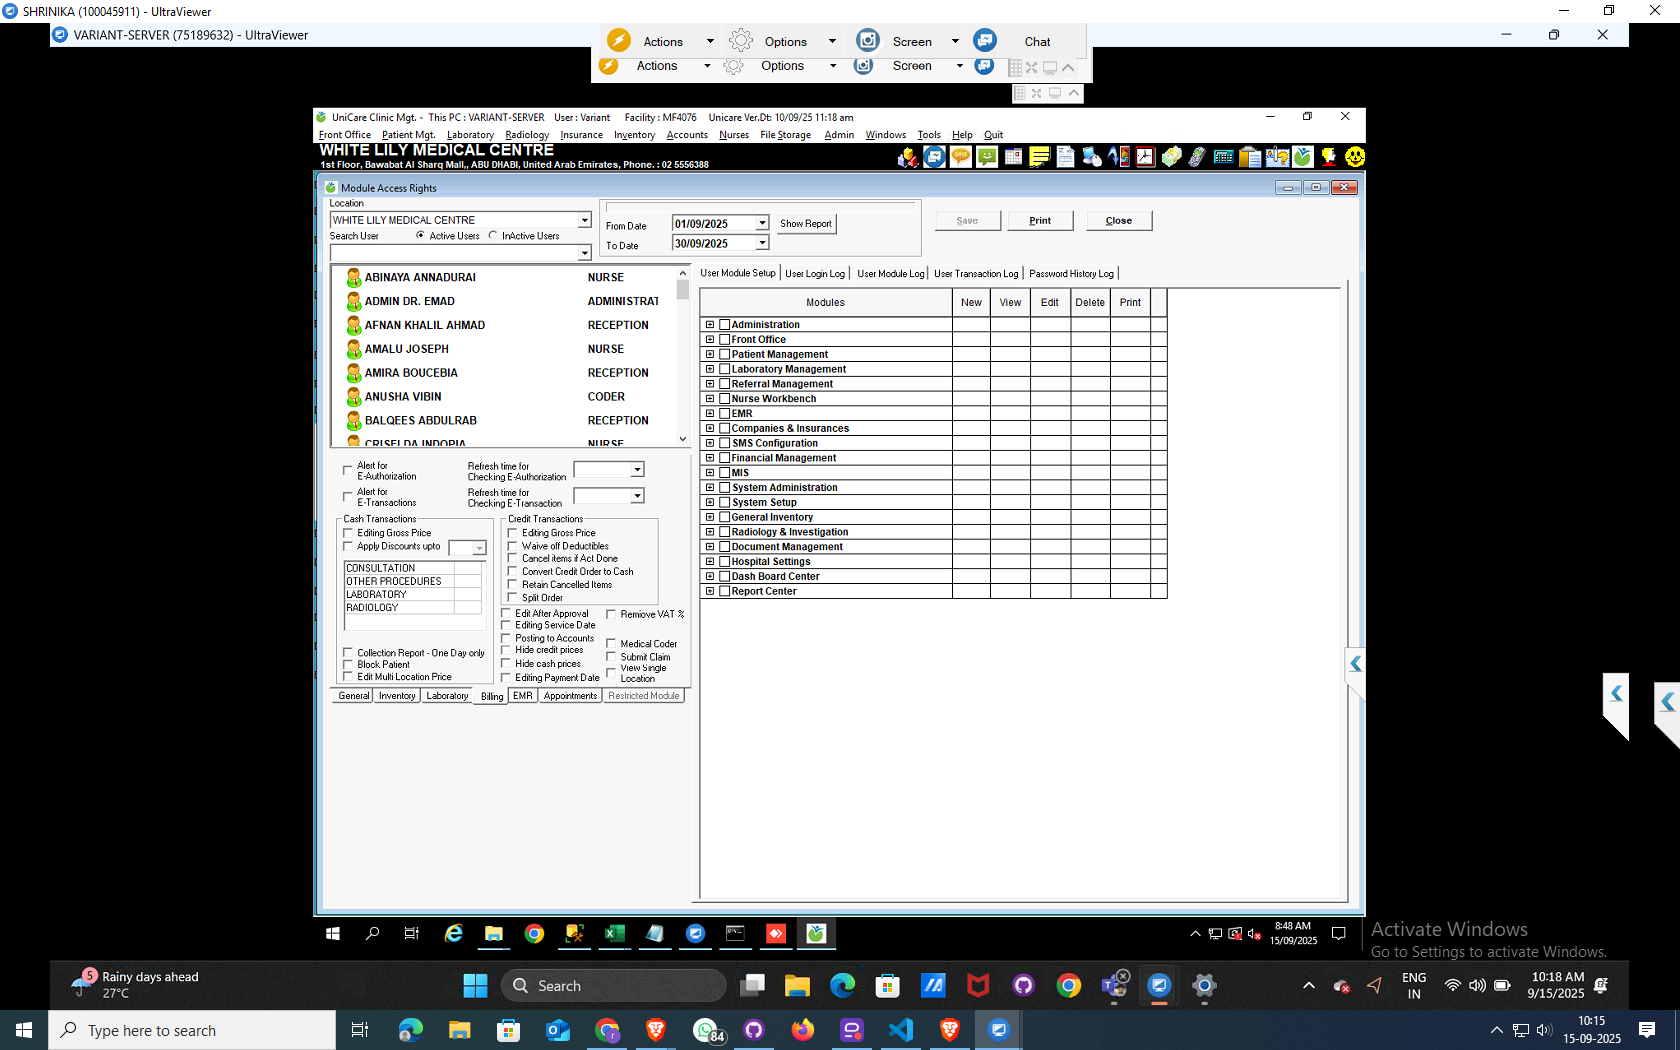 SHRINIKA (100045911) - UltraViewer
VARIANT-SERVER (75189632) - UltraViewer
Actions Options Screen Chat
Actions Options Screen
UniCare Clinic Mgt. - This PC : VARIANT-SERVER User : Variant Facility : MF4076 Unicare Ver.Dt: 10/09/25 11:18 am
Front Office Patient Mgt. Laboratory Radiology Insurance Inventory Accounts Nurses File Storage Admin Windows Tools Help Quit
WHITE LILY MEDICAL CENTRE
1st Floor, Bawabat Al Sharq Mall,, ABU DHABI, United Arab Emirates, Phone. : 02 5556388
Module Access Rights
Location
WHITE LILY MEDICAL CENTRE
Search User Active Users InActive Users
From Date 01/09/2025 Show Report
To Date 30/09/2025
Save Print Close
ABINAYA ANNADURAI NURSE
ADMIN DR. EMAD ADMINISTRAT
AFNAN KHALIL AHMAD RECEPTION
AMALU JOSEPH NURSE
AMIRA BOUCEBIA RECEPTION
ANUSHA VIBIN CODER
BALQEES ABDULRAB RECEPTION
CRISELDA INDOPIA NURSE
Alert for E-Authorization Refresh time for Checking E-Authorization
Alert for E-Transactions Refresh time for Checking E-Transaction
Cash Transactions
Editing Gross Price
Apply Discounts upto
CONSULTATION
OTHER PROCEDURES
LABORATORY
RADIOLOGY
Collection Report - One Day only
Block Patient
Edit Multi Location Price
Credit Transactions
Editing Gross Price
Waive off Deductibles
Cancel items if Act Done
Convert Credit Order to Cash
Retain Cancelled Items
Split Order
Edit After Approval Remove VAT %
Editing Service Date
Posting to Accounts Medical Coder
Hide credit prices Submit Claim
Hide cash prices View Single Location
Editing Payment Date
General Inventory Laboratory Billing EMR Appointments Restricted Module
User Module Setup User Login Log User Module Log User Transaction Log Password History Log
Modules New View Edit Delete Print
Administration
Front Office
Patient Management
Laboratory Management
Referral Management
Nurse Workbench
EMR
Companies & Insurances
SMS Configuration
Financial Management
MIS
System Administration
System Setup
General Inventory
Radiology & Investigation
Document Management
Hospital Settings
Dash Board Center
Report Center
8:48 AM
15/09/2025
Activate Windows
Go to Settings to activate Windows.
5
Rainy days ahead
27°C
Search
ENG
IN
10:18 AM
9/15/2025
Type here to search
84
10:15
15-09-2025